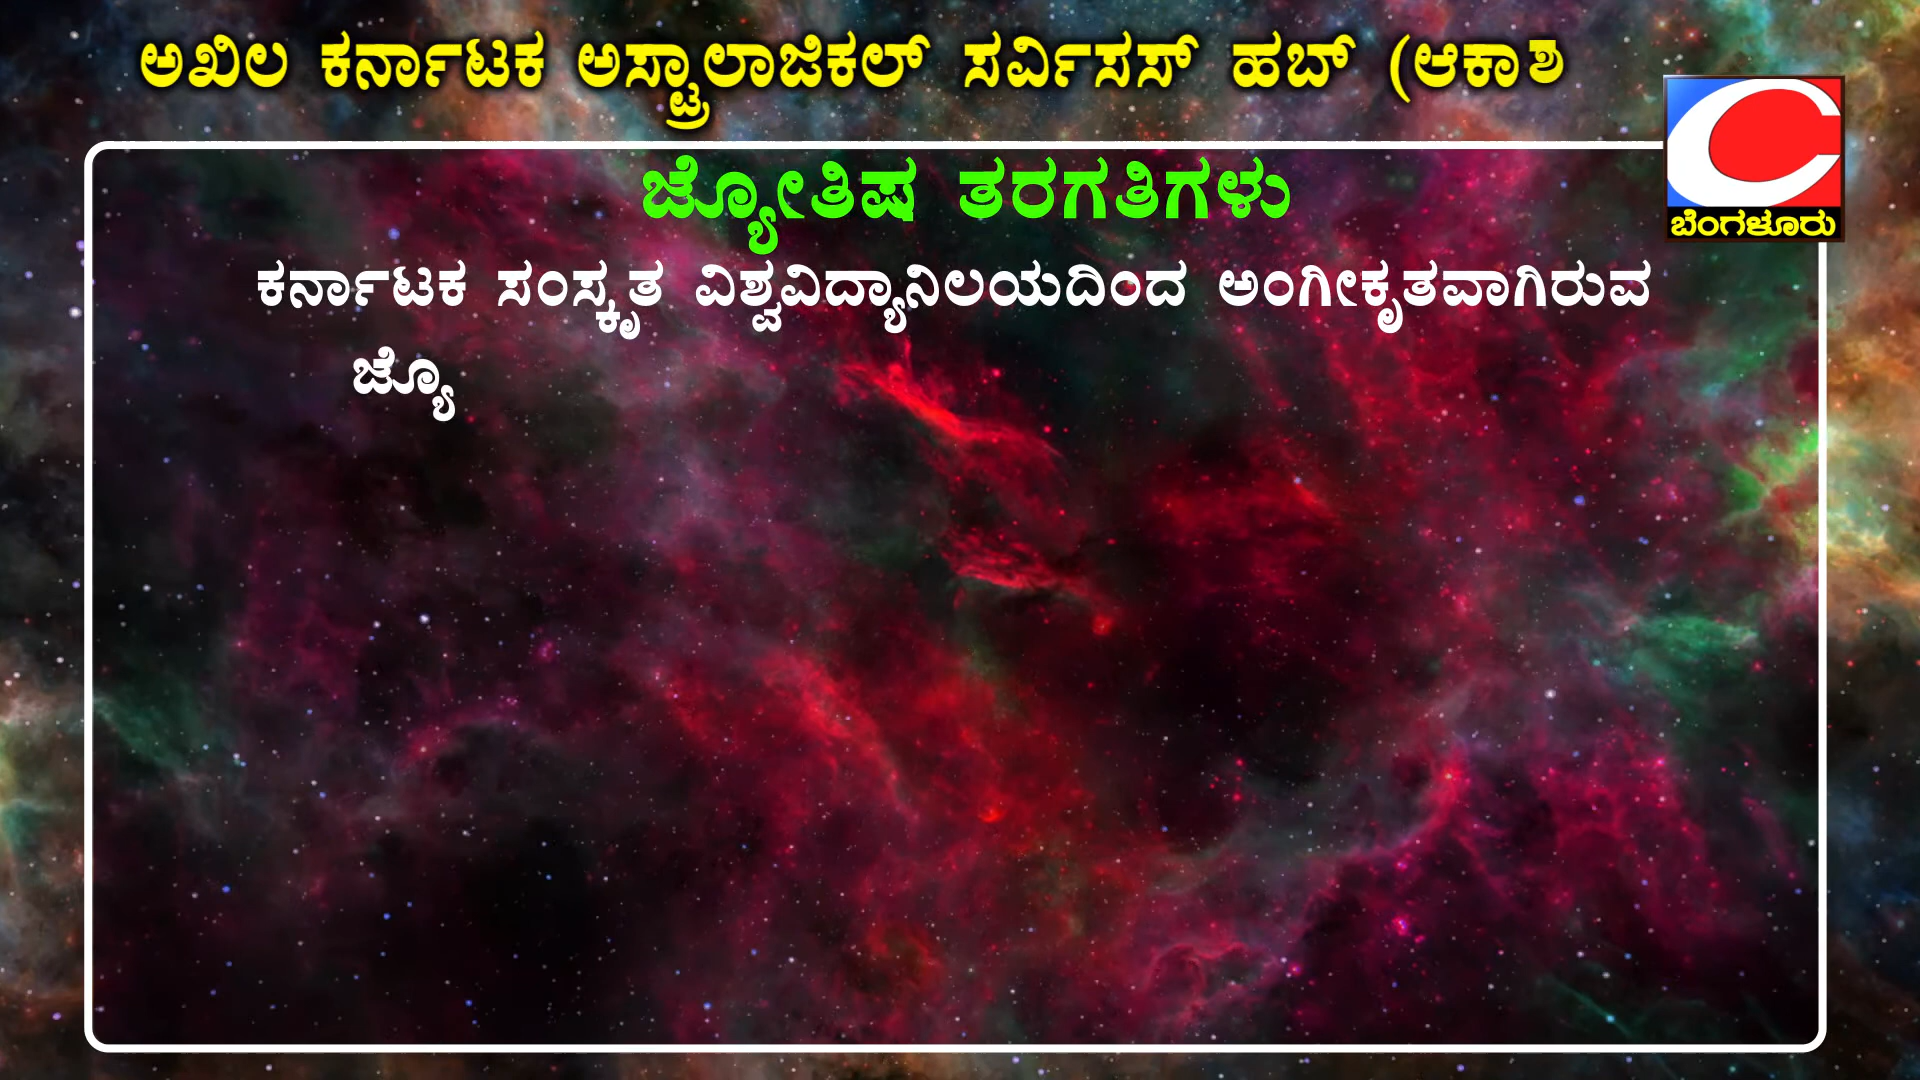 ಅಖಿಲ ಕರ್ನಾಟಕ ಅಸ್ಟ್ರಾಲಾಜಿಕಲ್ ಸರ್ವಿಸಸ್ ಹಬ್ (ಆಕಾಶ
ಜ್ಯೋತಿಷ ತರಗತಿಗಳು
ಬೆಂಗಳೂರು
ಕರ್ನಾಟಕ ಸಂಸ್ಕೃತ ವಿಶ್ವವಿದ್ಯಾನಿಲಯದಿಂದ ಅಂಗೀಕೃತವಾಗಿರುವ
ಜ್ಯೊ